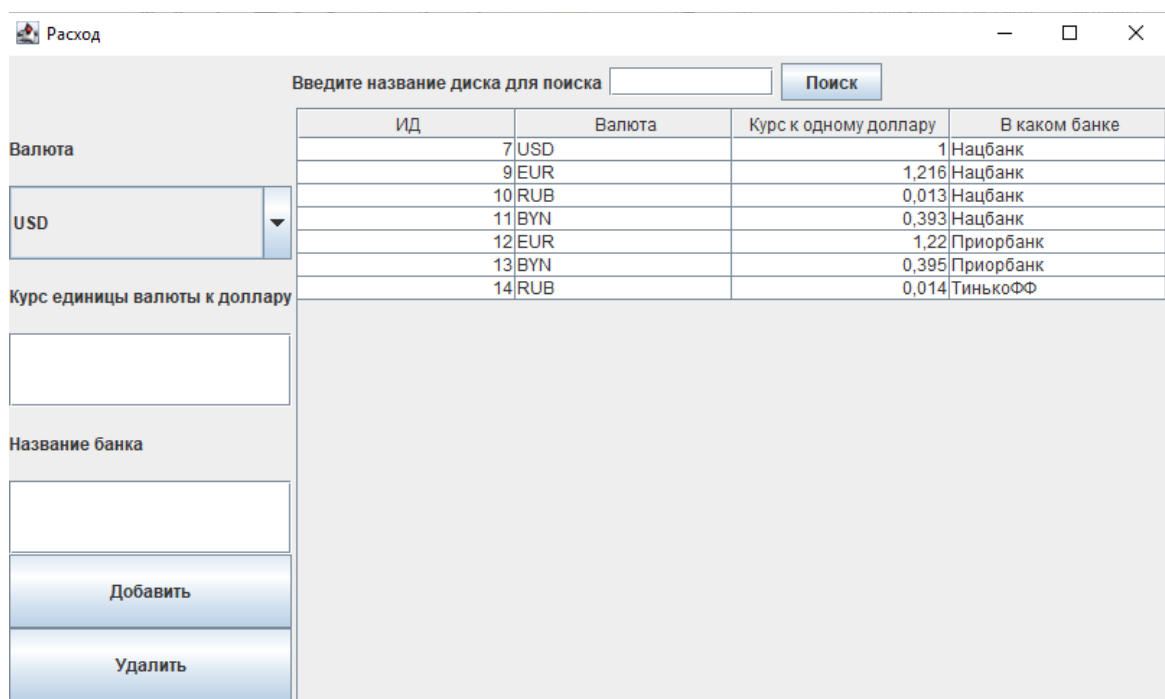 Расход
Введите название диска для поиска Поиск
ИД Валюта Курс к одному доллару В каком банке
7 USD 1 Нацбанк
9 EUR 1,216 Нацбанк
10 RUB 0,013 Нацбанк
11 BYN 0,393 Нацбанк
12 EUR 1,22 Приорбанк
13 BYN 0,395 Приорбанк
14 RUB 0,014 ТинькоФФ
Валюта
USD
Курс единицы валюты к доллару
Название банка
Добавить
Удалить